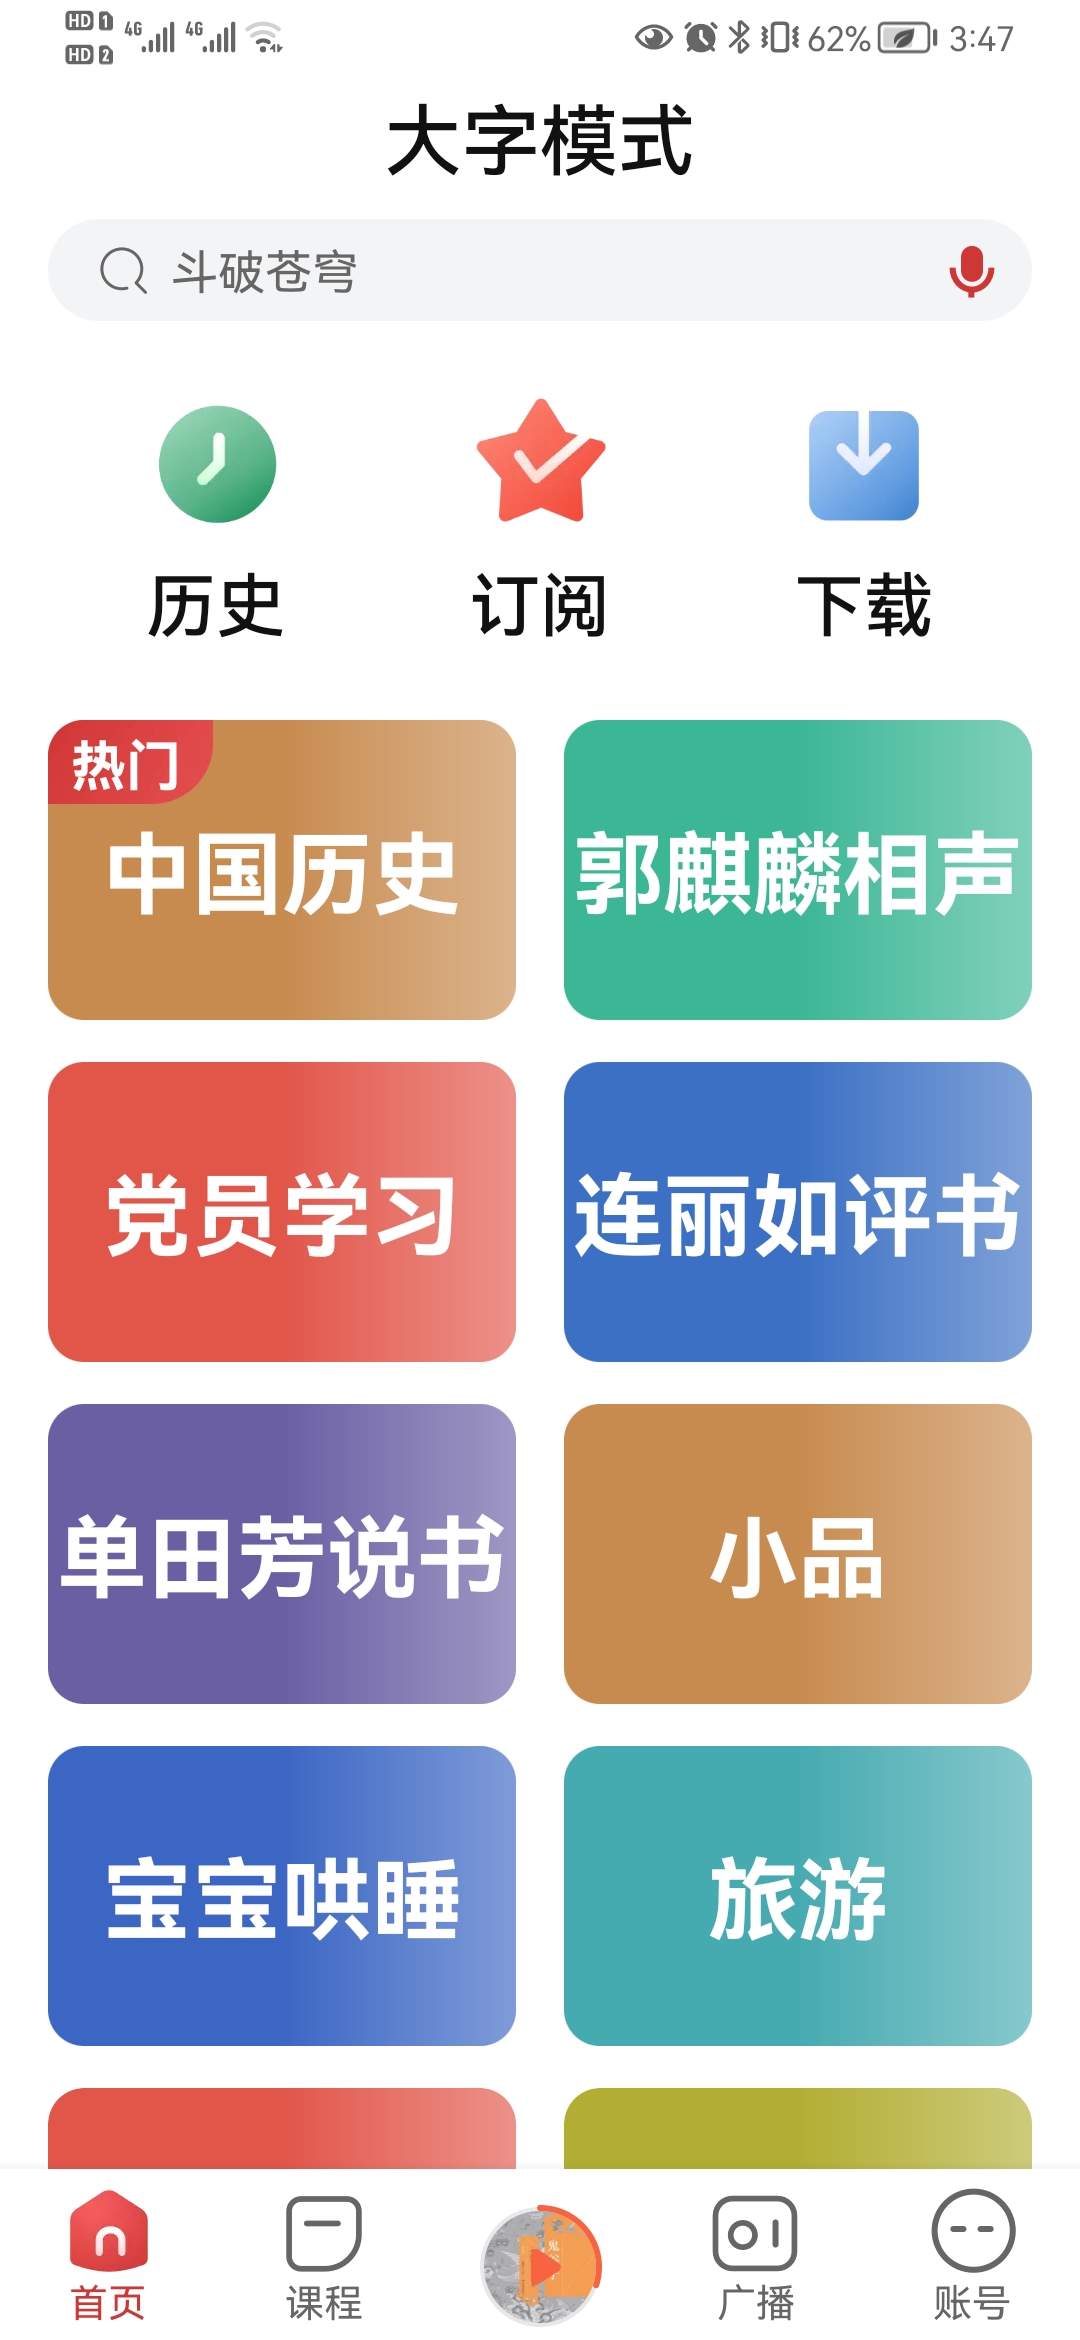 HD 1 4G 4G 62% 3:47
HD 2
大字模式
斗破苍穹
历史 订阅 下载
热门
中国历史 郭麒麟相声
党员学习 连丽如评书
单田芳说书 小品
宝宝哄睡 旅游
首页 课程 广播 账号